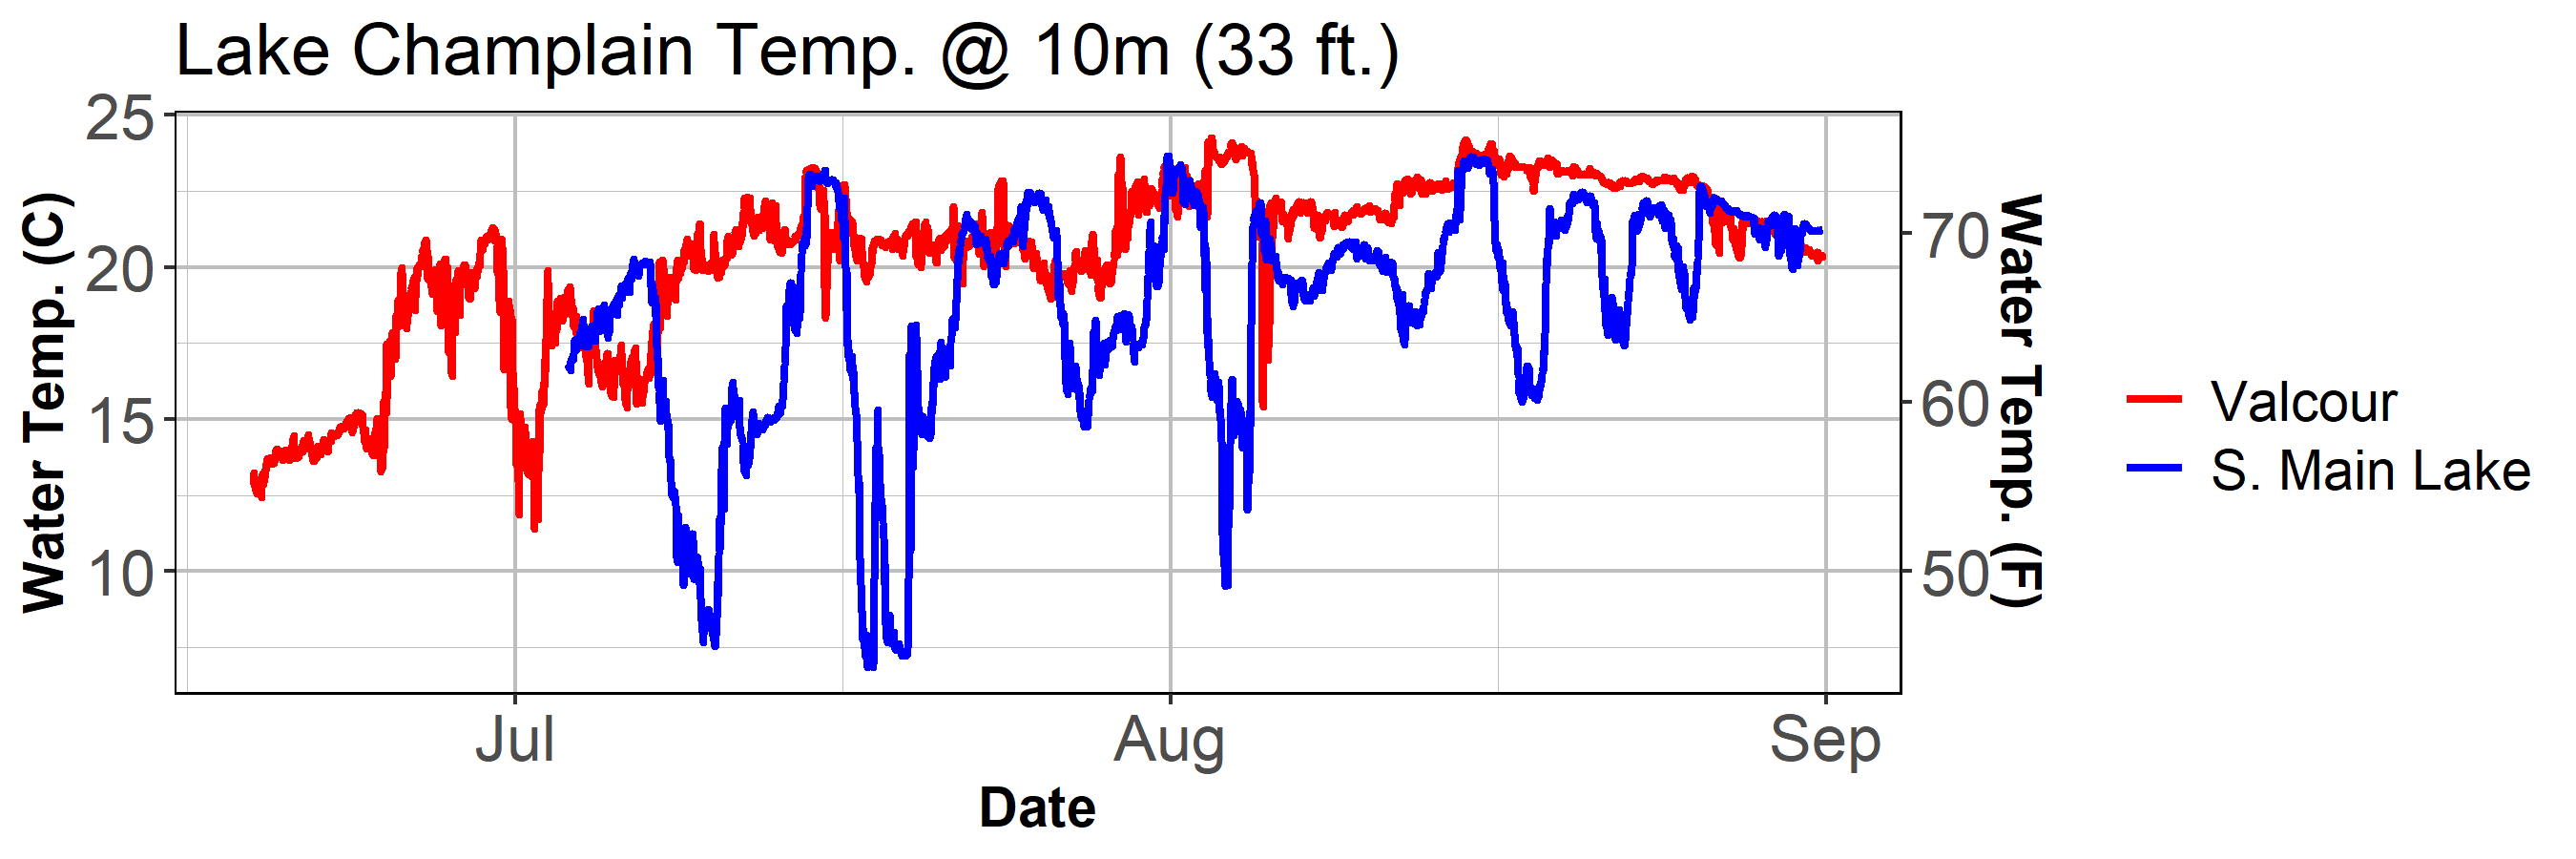 Lake Champlain Temp. @ 10m (33 ft.)
Water Temp. (C)
25
20
15
10
Water Temp. (F)
70
60
50
Jul
Aug
Sep
Date
Valcour
S. Main Lake